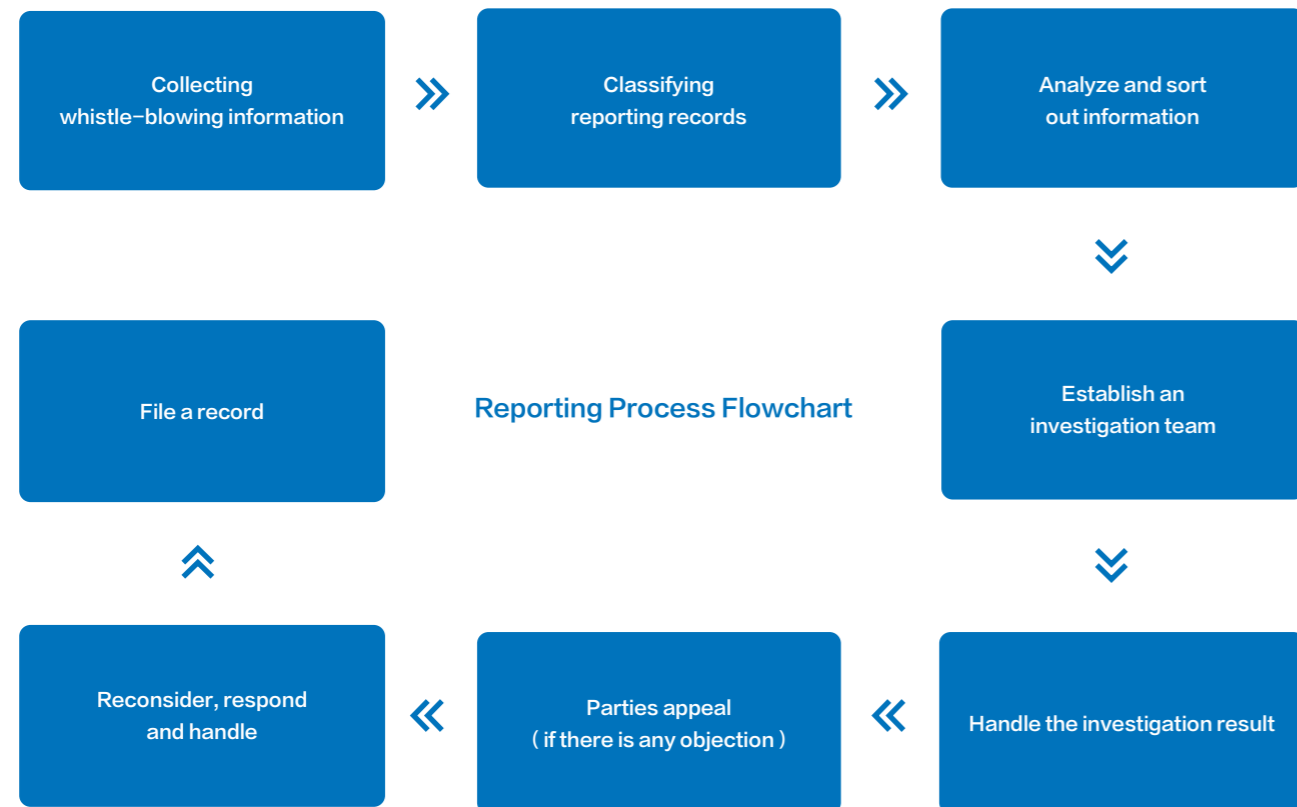 Collecting
whistle-blowing information
Classifying
reporting records
Analyze and sort
out information
File a record
Reporting Process Flowchart
Establish an
investigation team
Reconsider, respond
and handle
Parties appeal
( if there is any objection )
Handle the investigation result